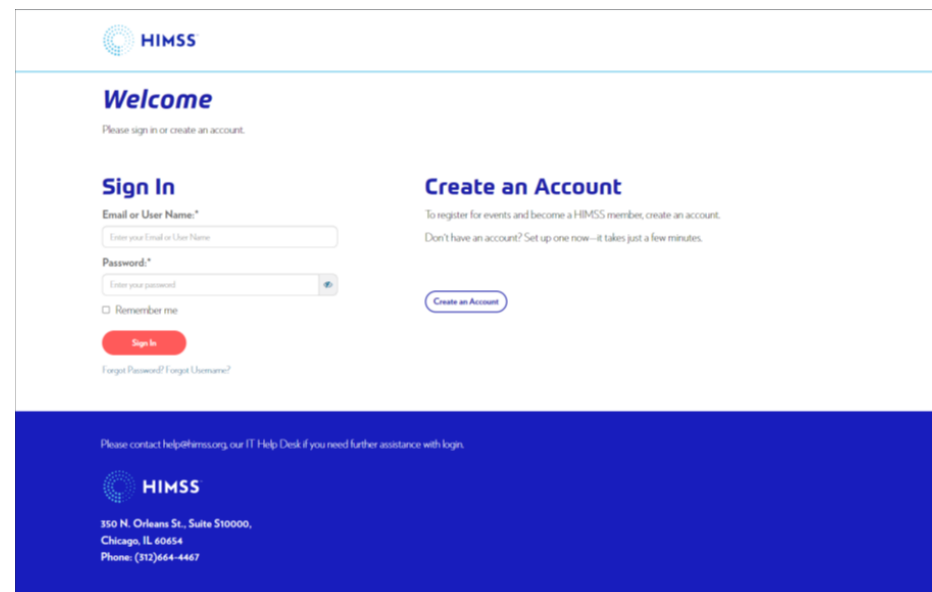 HIMSS
Welcome
Please sign in or create an account.
Sign In
Email or User Name:*
Enter your Email or User Name
Password:*
Enter your password
Remember me
Sign In
Forgot Password? Forgot Username?
Create an Account
To register for events and become a HIMSS member, create an account.
Don't have an account? Set up one now—it takes just a few minutes.
Create an Account
Please contact help@himss.org, our IT Help Desk if you need further assistance with login.
HIMSS
350 N. Orleans St., Suite S10000,
Chicago, IL 60654
Phone: (312)664-4467